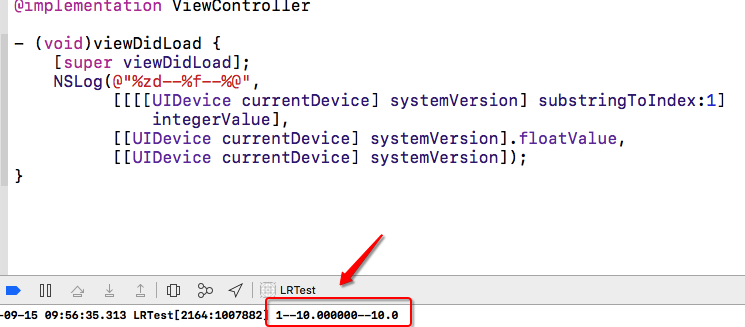 @implementation ViewController
- (void)viewDidLoad {
[super viewDidLoad];
NSLog(@"%zd--%f--%@",
[[[[UIDevice currentDevice] systemVersion] substringToIndex:1]
integerValue],
[[UIDevice currentDevice] systemVersion].floatValue,
[[UIDevice currentDevice] systemVersion]);
}
LRTest
-09-15 09:56:35.313 LRTest[2164:1007882] 1--10.000000--10.0